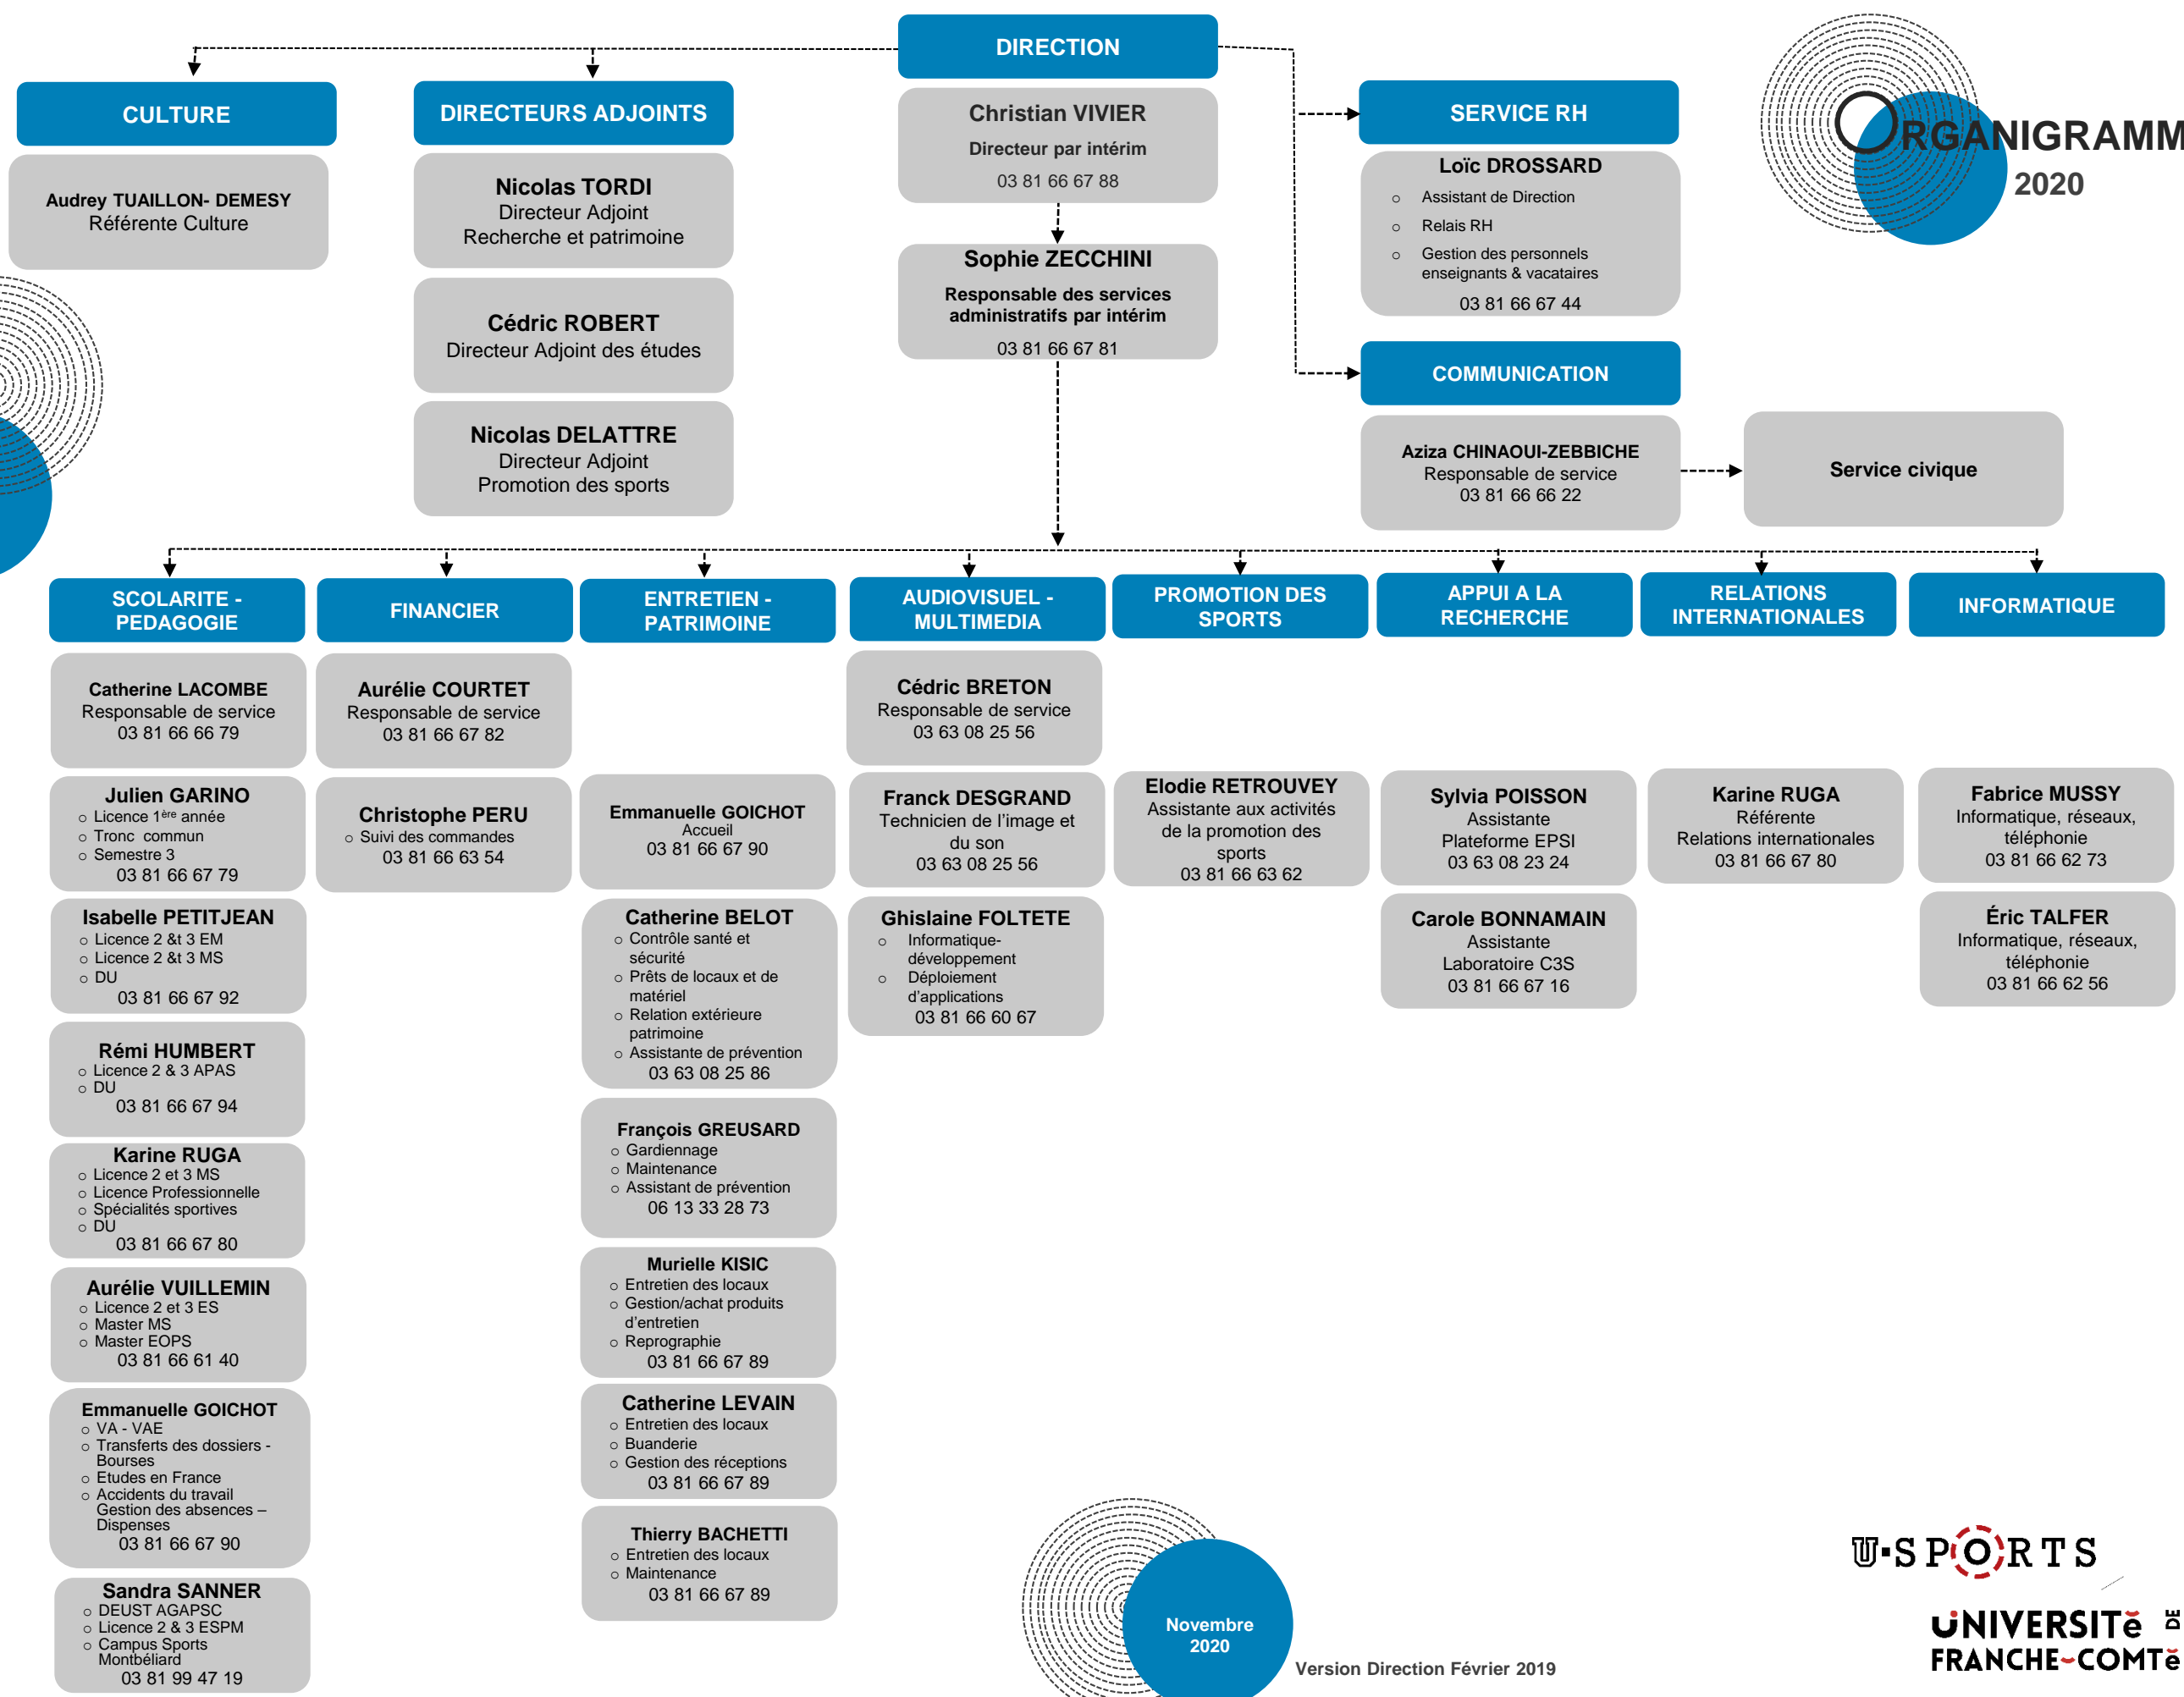 DIRECTION
Christian VIVIER
Directeur par intérim
03 81 66 67 88
Sophie ZECCHINI
Responsable des services
administratifs par intérim
03 81 66 67 81
CULTURE
Audrey TUAILLON- DEMESY
Référente Culture
DIRECTEURS ADJOINTS
Nicolas TORDI
Directeur Adjoint
Recherche et patrimoine
Cédric ROBERT
Directeur Adjoint des études
Nicolas DELATTRE
Directeur Adjoint
Promotion des sports
SERVICE RH
Loïc DROSSARD
o Assistant de Direction
o Relais RH
o Gestion des personnels
enseignants & vacataires
03 81 66 67 44
COMMUNICATION
Aziza CHINAOUI-ZEBBICHE
Responsable de service
03 81 66 66 22
Service civique
ORGANIGRAMM
2020
SCOLARITE -
PEDAGOGIE
Catherine LACOMBE
Responsable de service
03 81 66 66 79
Julien GARINO
o Licence 1ère année
o Tronc commun
o Semestre 3
03 81 66 67 79
Isabelle PETITJEAN
o Licence 2 &t 3 EM
o Licence 2 &t 3 MS
o DU
03 81 66 67 92
Rémi HUMBERT
o Licence 2 & 3 APAS
o DU
03 81 66 67 94
Karine RUGA
o Licence 2 et 3 MS
o Licence Professionnelle
o Spécialités sportives
o DU
03 81 66 67 80
Aurélie VUILLEMIN
o Licence 2 et 3 ES
o Master MS
o Master EOPS
03 81 66 61 40
Emmanuelle GOICHOT
o VA - VAE
o Transferts des dossiers -
Bourses
o Etudes en France
o Accidents du travail
Gestion des absences –
Dispenses
03 81 66 67 90
Sandra SANNER
o DEUST AGAPSC
o Licence 2 & 3 ESPM
o Campus Sports
Montbéliard
03 81 99 47 19
FINANCIER
Aurélie COURTET
Responsable de service
03 81 66 67 82
Christophe PERU
o Suivi des commandes
03 81 66 63 54
ENTRETIEN -
PATRIMOINE
Emmanuelle GOICHOT
Accueil
03 81 66 67 90
Catherine BELOT
o Contrôle santé et
sécurité
o Prêts de locaux et de
matériel
o Relation extérieure
patrimoine
o Assistante de prévention
03 63 08 25 86
François GREUSARD
o Gardiennage
o Maintenance
o Assistant de prévention
06 13 33 28 73
Murielle KISIC
o Entretien des locaux
o Gestion/achat produits
d'entretien
o Reprographie
03 81 66 67 89
Catherine LEVAIN
o Entretien des locaux
o Buanderie
o Gestion des réceptions
03 81 66 67 89
Thierry BACHETTI
o Entretien des locaux
o Maintenance
03 81 66 67 89
AUDIOVISUEL -
MULTIMEDIA
Cédric BRETON
Responsable de service
03 63 08 25 56
Franck DESGRAND
Technicien de l'image et
du son
03 63 08 25 56
Ghislaine FOLTETE
o Informatique-
développement
o Déploiement
d'applications
03 81 66 60 67
PROMOTION DES
SPORTS
Elodie RETROUVEY
Assistante aux activités
de la promotion des
sports
03 81 66 63 62
APPUI A LA
RECHERCHE
Sylvia POISSON
Assistante
Plateforme EPSI
03 63 08 23 24
Carole BONNAMAIN
Assistante
Laboratoire C3S
03 81 66 67 16
RELATIONS
INTERNATIONALES
Karine RUGA
Référente
Relations internationales
03 81 66 67 80
INFORMATIQUE
Fabrice MUSSY
Informatique, réseaux,
téléphonie
03 81 66 62 73
Éric TALFER
Informatique, réseaux,
téléphonie
03 81 66 62 56
Novembre
2020
Version Direction Février 2019
U-SPORTS
UNIVERSITĕ DE
FRANCHE-COMTĕ